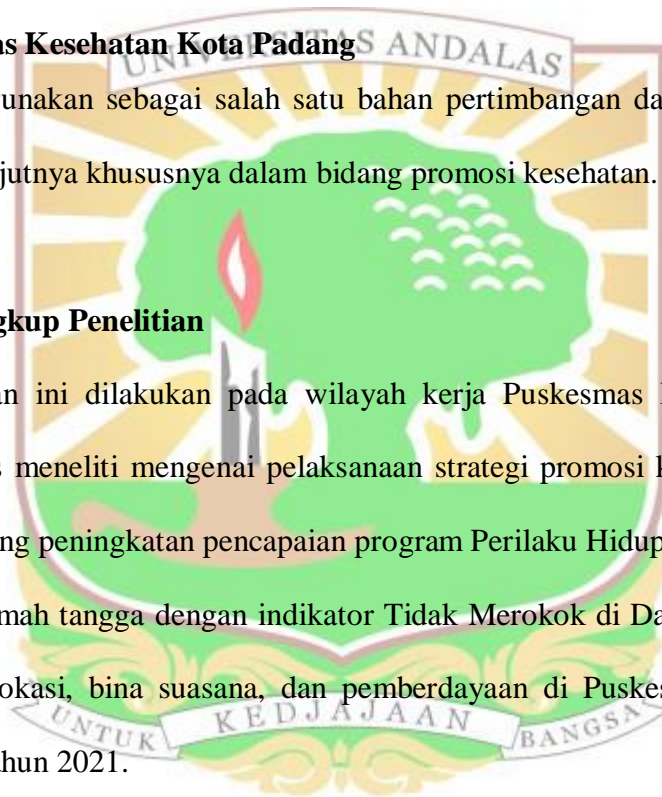 as Kesehatan Kota Padang
UNIVERSITAS ANDALAS
unakan sebagai salah satu bahan pertimbangan da
jutnya khususnya dalam bidang promosi kesehatan.
gkup Penelitian
an ini dilakukan pada wilayah kerja Puskesmas
s meneliti mengenai pelaksanaan strategi promosi k
ng peningkatan pencapaian program Perilaku Hidup
mah tangga dengan indikator Tidak Merokok di Da
okasi, bina suasana, dan pemberdayaan di Puskes
UNTUK KEDJAJAAN BANGSA
ahun 2021.